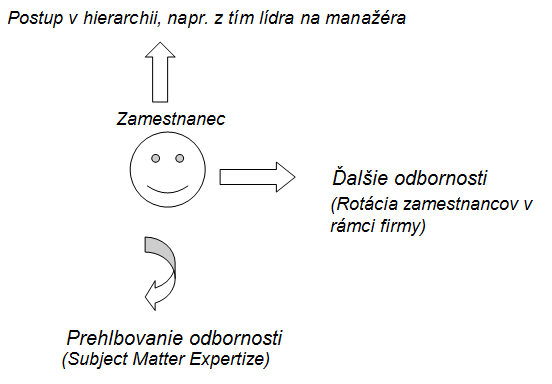 Postup v hierarchii, napr. z tím lídra na manažéra
Zamestnanec
Ďalšie odbornosti
(Rotácia zamestnancov v
rámci firmy)
Prehlbovanie odbornosti
(Subject Matter Expertize)